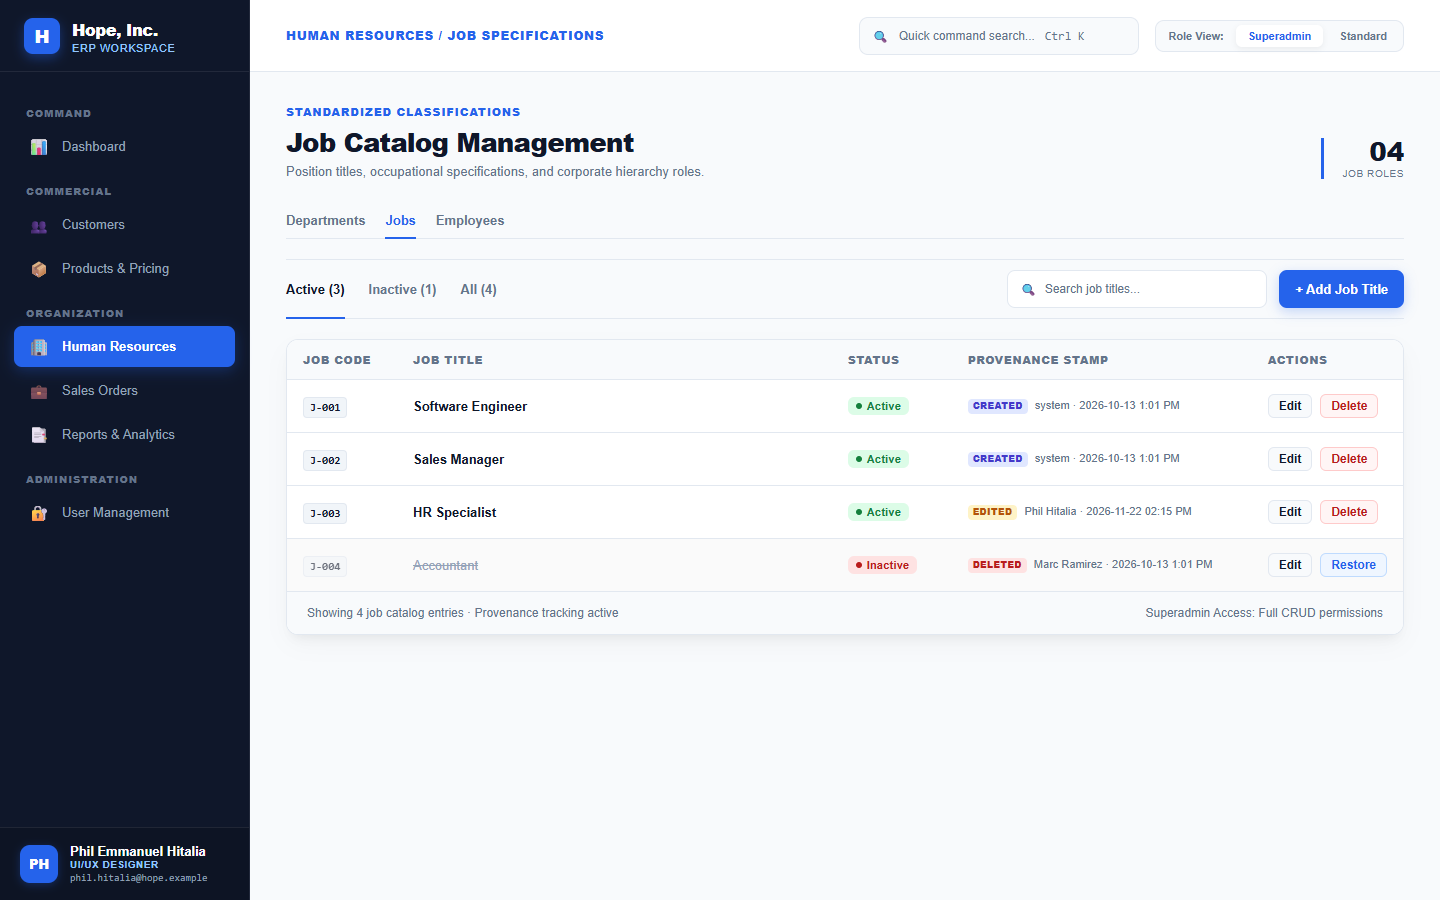 H
Hope, Inc.
ERP WORKSPACE
COMMAND
Dashboard
COMMERCIAL
Customers
Products & Pricing
ORGANIZATION
Human Resources
Sales Orders
Reports & Analytics
ADMINISTRATION
User Management
PH
Phil Emmanuel Hitalia
UI/UX DESIGNER
phil.hitalia@hope.example
HUMAN RESOURCES / JOB SPECIFICATIONS
Quick command search... Ctrl K
Role View: Superadmin Standard
STANDARDIZED CLASSIFICATIONS
Job Catalog Management
Position titles, occupational specifications, and corporate hierarchy roles.
04
JOB ROLES
Departments Jobs Employees
Active (3) Inactive (1) All (4)
Search job titles...
+ Add Job Title
JOB CODE JOB TITLE STATUS PROVENANCE STAMP ACTIONS
J-001 Software Engineer Active CREATED system · 2026-10-13 1:01 PM Edit Delete
J-002 Sales Manager Active CREATED system · 2026-10-13 1:01 PM Edit Delete
J-003 HR Specialist Active EDITED Phil Hitalia · 2026-11-22 02:15 PM Edit Delete
J-004 Accountant Inactive DELETED Marc Ramirez · 2026-10-13 1:01 PM Edit Restore
Showing 4 job catalog entries · Provenance tracking active
Superadmin Access: Full CRUD permissions